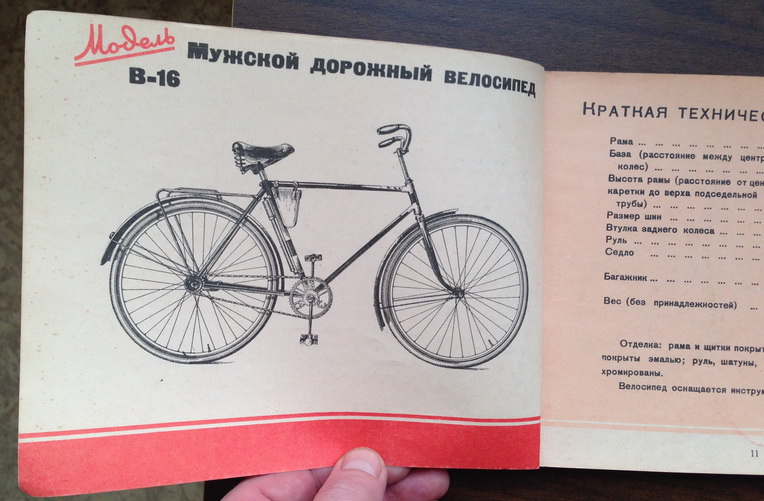 Модель
В-16
Мужской дорожный велосипед
Краткая техничес
Рама ... ... ... ... ... ... ...
База (расстояние между центр
колес) ... ... ... ... ... ...
Высота рамы (расстояние от цен
каретки до верха подседельной
трубы) ... ... ... ... ... ...
Размер шин ... ... ... ... ...
Втулка заднего колеса ... ... ...
Руль ... ... ... ... ... ... ...
Седло ... ... ... ... ... ...
Багажник ... ... ... ... ... ...
Вес (без принадлежностей) ...
Отделка: рама и щитки покрыт
покрыты эмалью; руль, шатуны,
хромированы.
Велосипед оснащается инструк
11